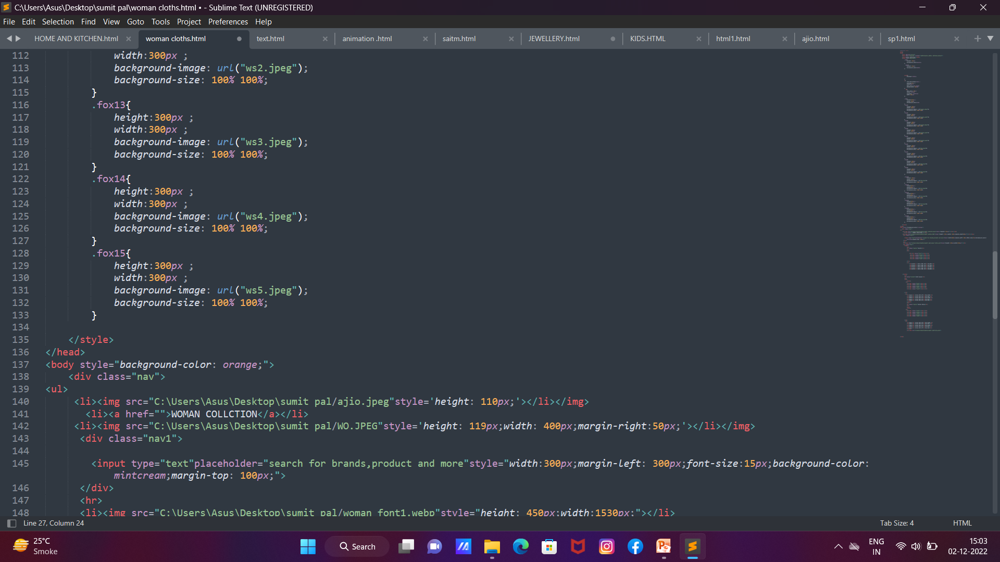 C:\Users\Asus\Desktop\sumit pal\woman cloths.html • - Sublime Text (UNREGISTERED)
File Edit Selection Find View Goto Tools Project Preferences Help
HOME AND KITCHEN.html woman cloths.html text.html animation .html saitm.html JEWELLERY.html KIDS.HTML html1.html ajio.html sp1.html
112 width:300px ;
113 background-image: url("ws2.jpeg");
114 background-size: 100% 100%;
115 }
116 .fox13{
117 height:300px ;
118 width:300px ;
119 background-image: url("ws3.jpeg");
120 background-size: 100% 100%;
121 }
122 .fox14{
123 height:300px ;
124 width:300px ;
125 background-image: url("ws4.jpeg");
126 background-size: 100% 100%;
127 }
128 .fox15{
129 height:300px ;
130 width:300px ;
131 background-image: url("ws5.jpeg");
132 background-size: 100% 100%;
133 }
134
135 </style>
136 </head>
137 <body style="background-color: orange;">
138 <div class="nav">
139 <ul>
140 <li><img src="C:\Users\Asus\Desktop\sumit pal/ajio.jpeg"style='height: 110px;'></li></img>
141 <li><a href="">WOMAN COLLCTION</a></li>
142 <li><img src="C:\Users\Asus\Desktop\sumit pal/WO.JPEG"style='height: 119px;width: 400px;margin-right:50px;'></li></img>
143 <div class="nav1">
144
145 <input type="text"placeholder="search for brands,product and more"style="width:300px;margin-left: 300px;font-size:15px;background-color:
mintcream;margin-top: 100px;">
146 </div>
147 <hr>
148 <li><img src="C:\Users\Asus\Desktop\sumit pal/woman font1.webp"style="height: 450px;width:1530px;"></li>
Line 27, Column 24 Tab Size: 4 HTML
25°C
Smoke
Search
ENG
IN
15:03
02-12-2022